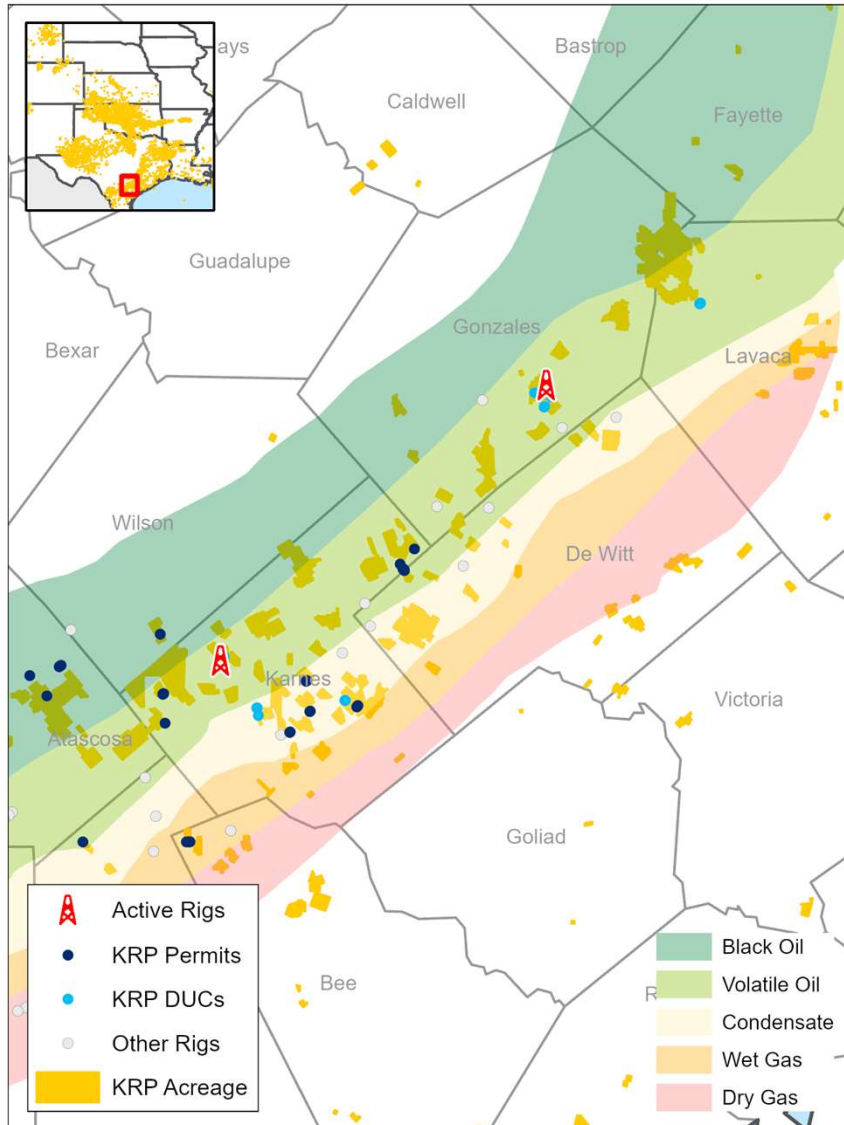 ays
Bastrop
Caldwell
Fayette
Guadalupe
Gonzales
Bexar
Lavaca
Wilson
De Witt
Karnes
Victoria
Atascosa
Goliad
Bee
R
Active Rigs
KRP Permits
KRP DUCs
Other Rigs
KRP Acreage
Black Oil
Volatile Oil
Condensate
Wet Gas
Dry Gas